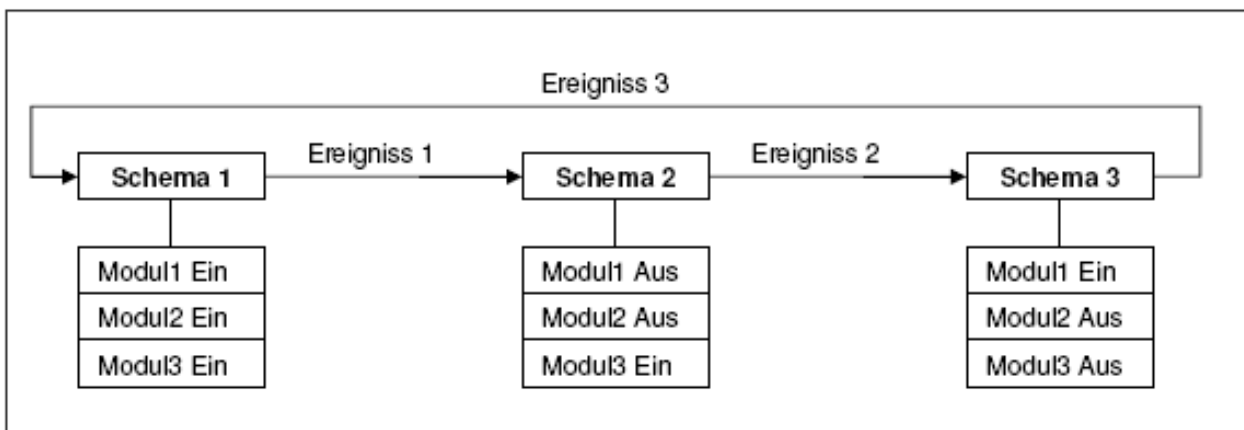 Ereigniss 3
Ereigniss 1
Ereigniss 2
Schema 1
Schema 2
Schema 3
Modul1 Ein
Modul2 Ein
Modul3 Ein
Modul1 Aus
Modul2 Aus
Modul3 Ein
Modul1 Ein
Modul2 Aus
Modul3 Aus